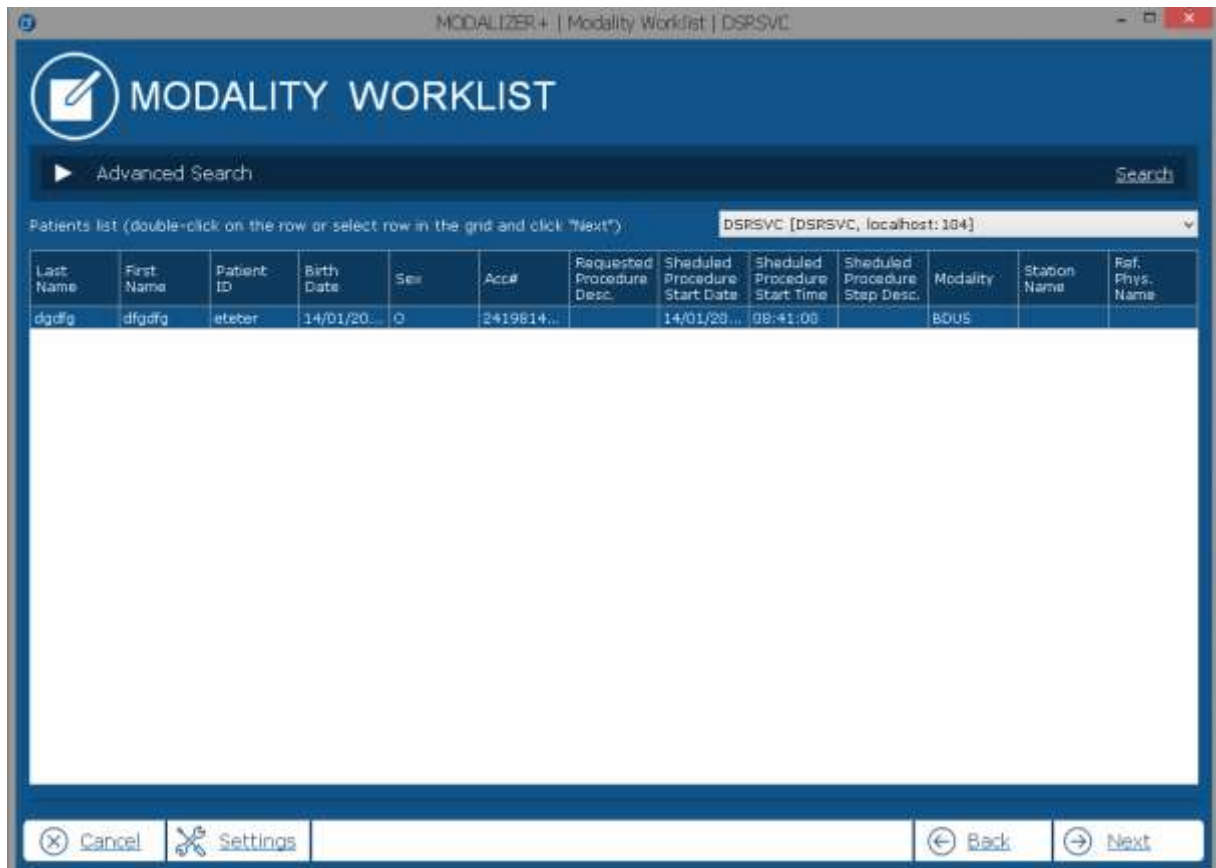 MODALIZER+ | Modality Worklist | DSRSVC
MODALITY WORKLIST
Advanced Search
Search
Patients list (double-click on the row or select row in the grid and click "Next")
DSRSVC [DSRSVC, localhost:104]
Last Name
First Name
Patient ID
Birth Date
Sex
Acc#
Requested Procedure Desc.
Sheduled Procedure Start Date
Sheduled Procedure Start Time
Sheduled Procedure Step Desc.
Modality
Station Name
Ref. Phys. Name
dgdfg dfgdfg eteter 14/01/20... O 2419814... 14/01/20... 08:41:00 BDUS
Cancel
Settings
Back
Next